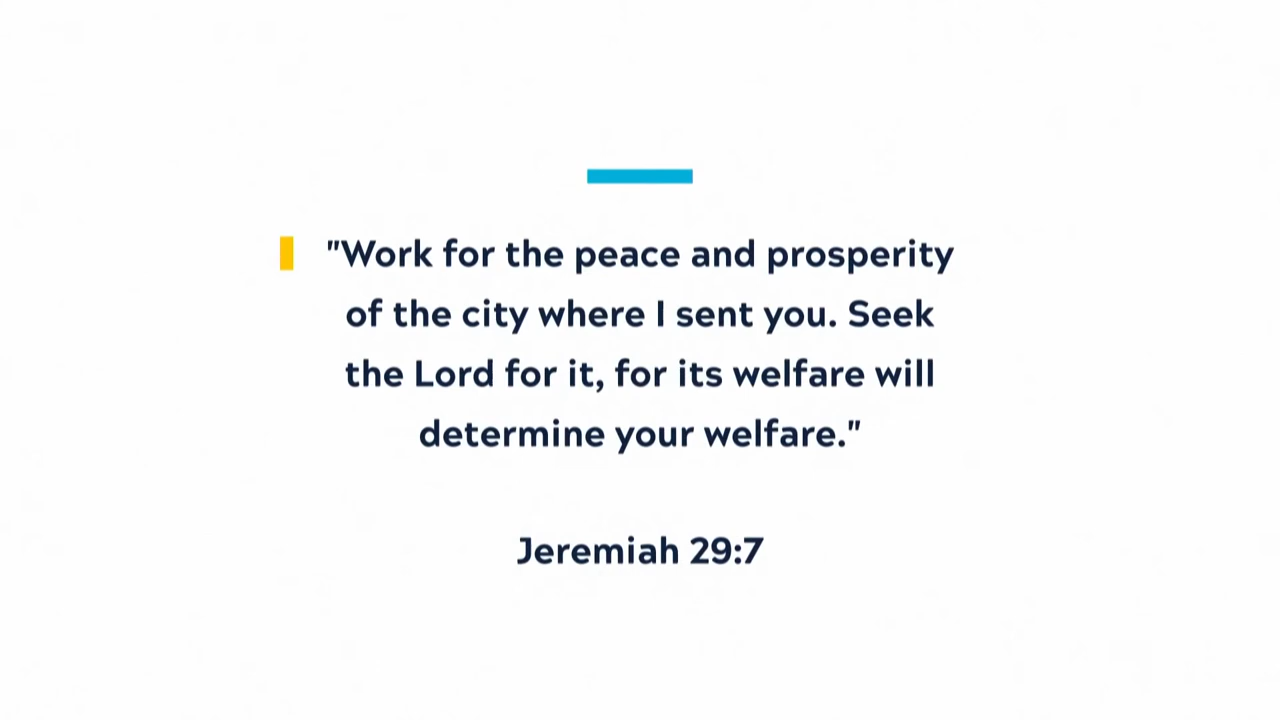 "Work for the peace and prosperity
of the city where I sent you. Seek
the Lord for it, for its welfare will
determine your welfare."
Jeremiah 29:7